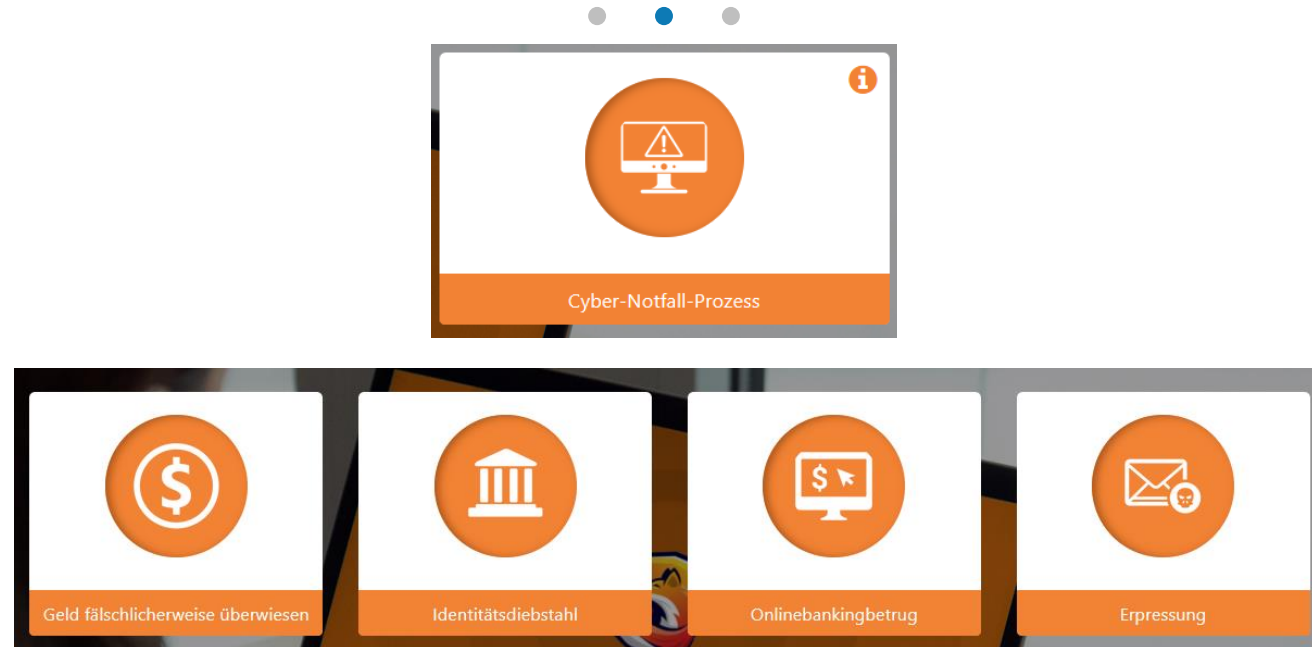 Cyber-Notfall-Prozess
Geld fälschlicherweise überwiesen
Identitätsdiebstahl
Onlinebankingbetrug
Erpressung